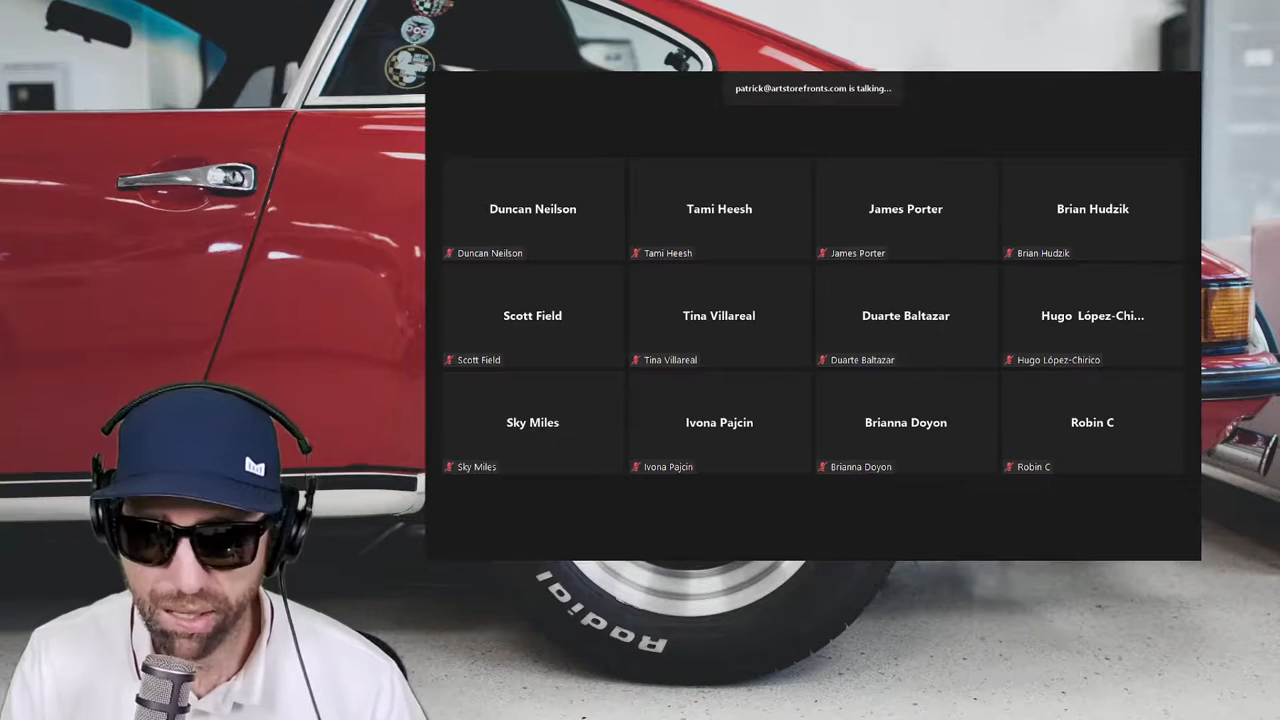 poc
patrick@artstorefronts.com is talking...
Duncan Neilson
Tami Heesh
James Porter
Brian Hudzik
Duncan Neilson
Tami Heesh
James Porter
Brian Hudzik
Scott Field
Tina Villareal
Duarte Baltazar
Hugo López-Chi...
Scott Field
Tina Villareal
Duarte Baltazar
Hugo López-Chirico
Sky Miles
Ivona Pajcin
Brianna Doyon
Robin C
Sky Miles
Ivona Pajcin
Brianna Doyon
Robin C
Radial